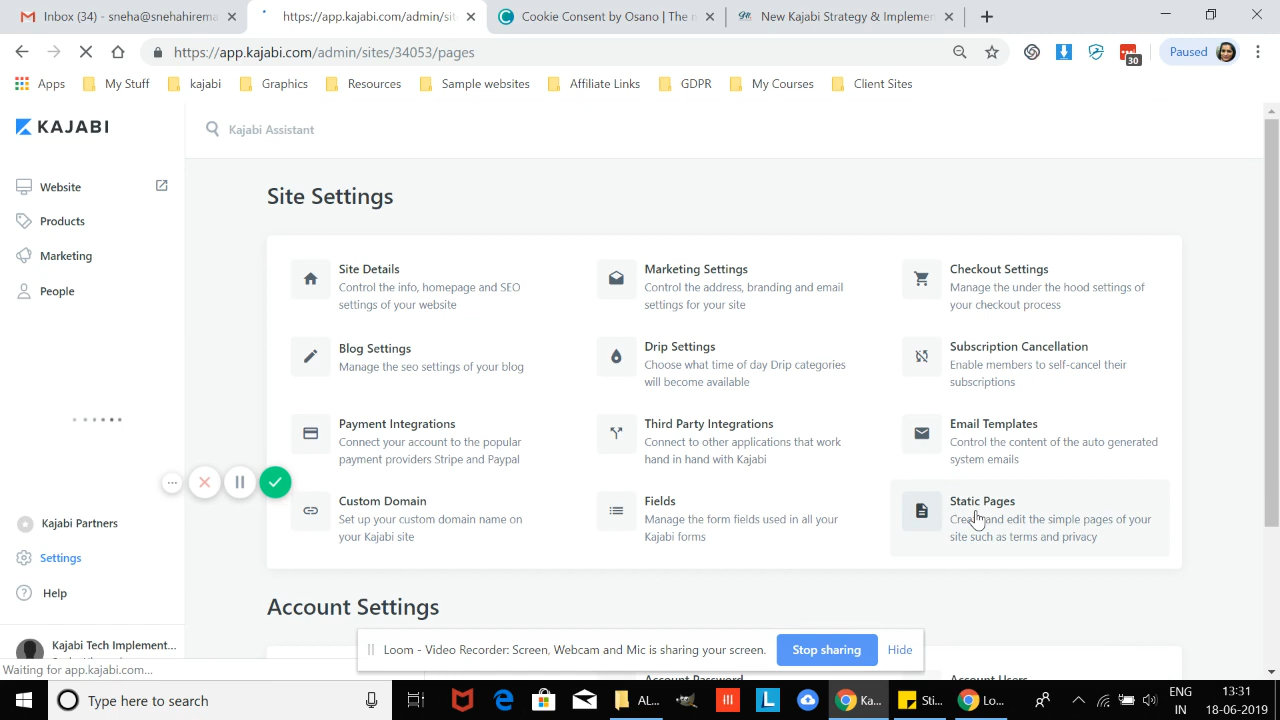 Inbox (34) - sneha@snehahirema
https://app.kajabi.com/admin/sit
Cookie Consent by Osano | The n
New Kajabi Strategy & Implemen
https://app.kajabi.com/admin/sites/34053/pages
30
Paused
Apps
My Stuff
kajabi
Graphics
Resources
Sample websites
Affiliate Links
GDPR
My Courses
Client Sites
KAJABI
Kajabi Assistant
Website
Products
Marketing
People
Kajabi Partners
Settings
Help
Kajabi Tech Implement...
Site Settings
Site Details
Control the info, homepage and SEO
settings of your website
Marketing Settings
Control the address, branding and email
settings for your site
Checkout Settings
Manage the under the hood settings of
your checkout process
Blog Settings
Manage the seo settings of your blog
Drip Settings
Choose what time of day Drip categories
will become available
Subscription Cancellation
Enable members to self-cancel their
subscriptions
Payment Integrations
Connect your account to the popular
payment providers Stripe and Paypal
Third Party Integrations
Connect to other applications that work
hand in hand with Kajabi
Email Templates
Control the content of the auto generated
system emails
Custom Domain
Set up your custom domain name on
your Kajabi site
Fields
Manage the form fields used in all your
Kajabi forms
Static Pages
Create and edit the simple pages of your
site such as terms and privacy
Account Settings
Account Password
Account Users
Loom - Video Recorder: Screen, Webcam and Mic is sharing your screen.
Stop sharing
Hide
Waiting for app.kajabi.com...
Type here to search
AL...
Ka...
Sti...
Lo...
ENG
IN
13:31
18-06-2019